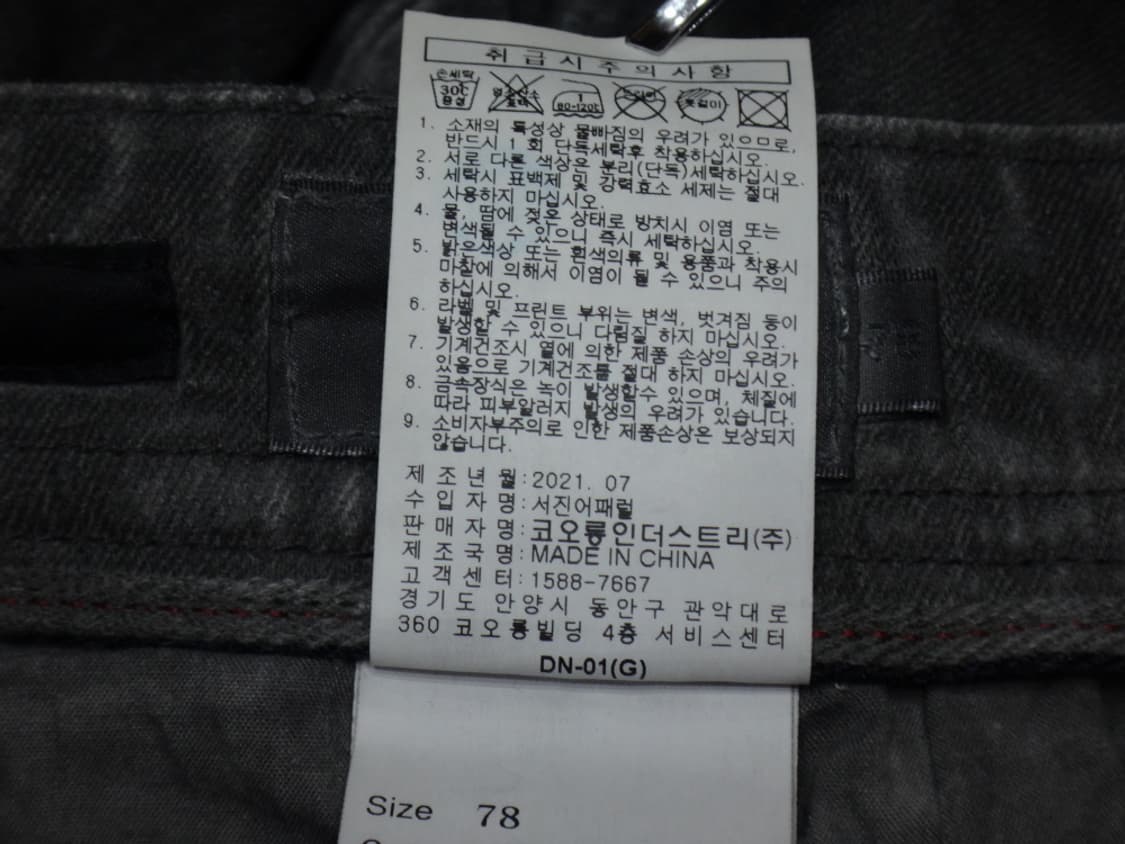 취급시주의사항
손세탁 30℃ 중성
염소표백 불가
1 80-120℃
드라이
옷걸이
1. 소재의 특성상 물빠짐의 우려가 있으므로,
반드시 1회 단독세탁후 착용하십시오.
2. 서로 다른 색상은 분리(단독)세탁하십시오.
3. 세탁시 표백제 및 강력효소 세제는 절대
사용하지 마십시오.
4. 물, 땀에 젖은 상태로 방치시 이염 또는
변색될 수 있으니 즉시 세탁하십시오.
5. 밝은색상 또는 흰색의류 및 용품과 착용시
마찰에 의해서 이염이 될 수 있으니 주의
하십시오.
6. 라벨 및 프린트 부위는 변색, 벗겨짐 등이
발생할 수 있으니 다림질 하지 마십시오.
7. 기계건조시 열에 의한 제품 손상의 우려가
있음으로 기계건조를 절대 하지 마십시오.
8. 금속장식은 녹이 발생할수 있으며, 체질에
따라 피부알러지 발생의 우려가 있습니다.
9. 소비자부주의로 인한 제품손상은 보상되지
않습니다.
제 조 년 월:2021. 07
수 입 자 명:서진어패럴
판 매 자 명:코오롱인더스트리(주)
제 조 국 명:MADE IN CHINA
고 객 센 터:1588-7667
경기도 안양시 동안구 관악대로
360 코오롱빌딩 4층 서비스센터
DN-01(G)
Size 78